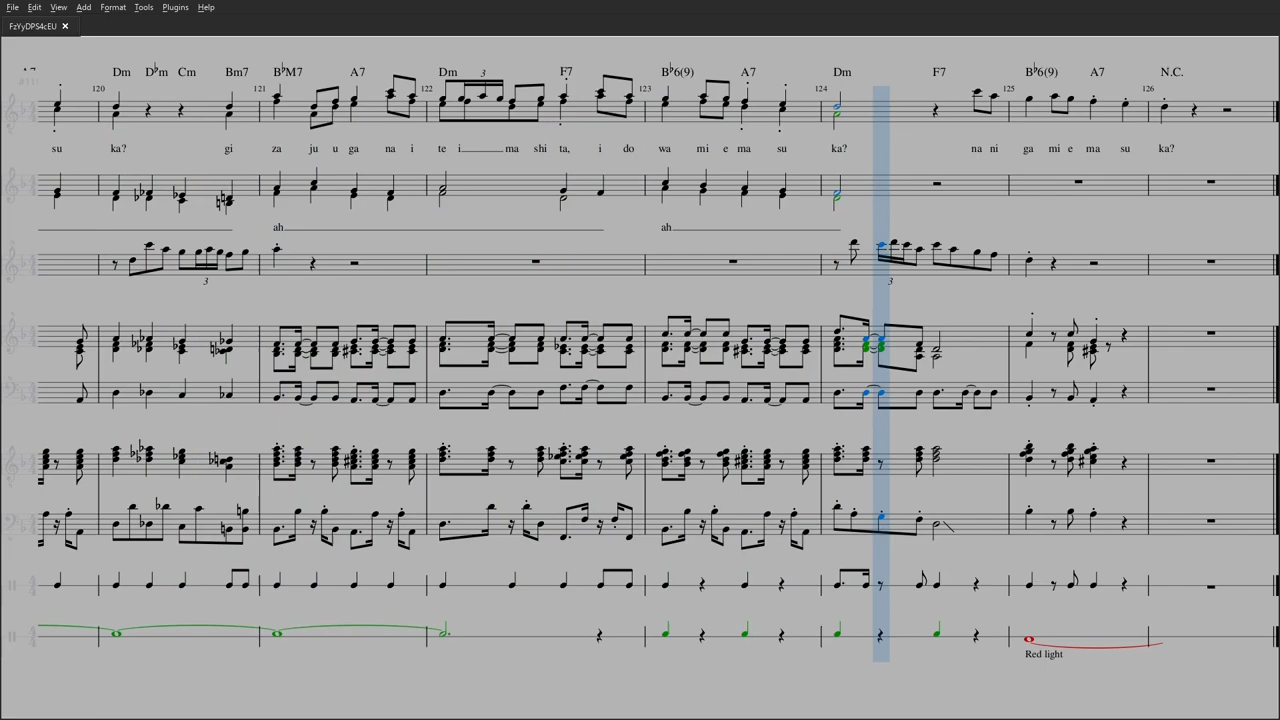 File Edit View Add Format Tools Plugins Help
FzYyDPS4cEU ✕
A7 Dm D♭m Cm Bm7 B♭M7 A7 Dm F7 B♭6(9) A7 Dm F7 B♭6(9) A7 N.C.
120 121 122 123 124 125 126
3
su ka? gi za ju u ga na i te i ma shi ta, i do wa mi e ma su ka? na ni ga mi e ma su ka?
ah ah
3 3
Red light